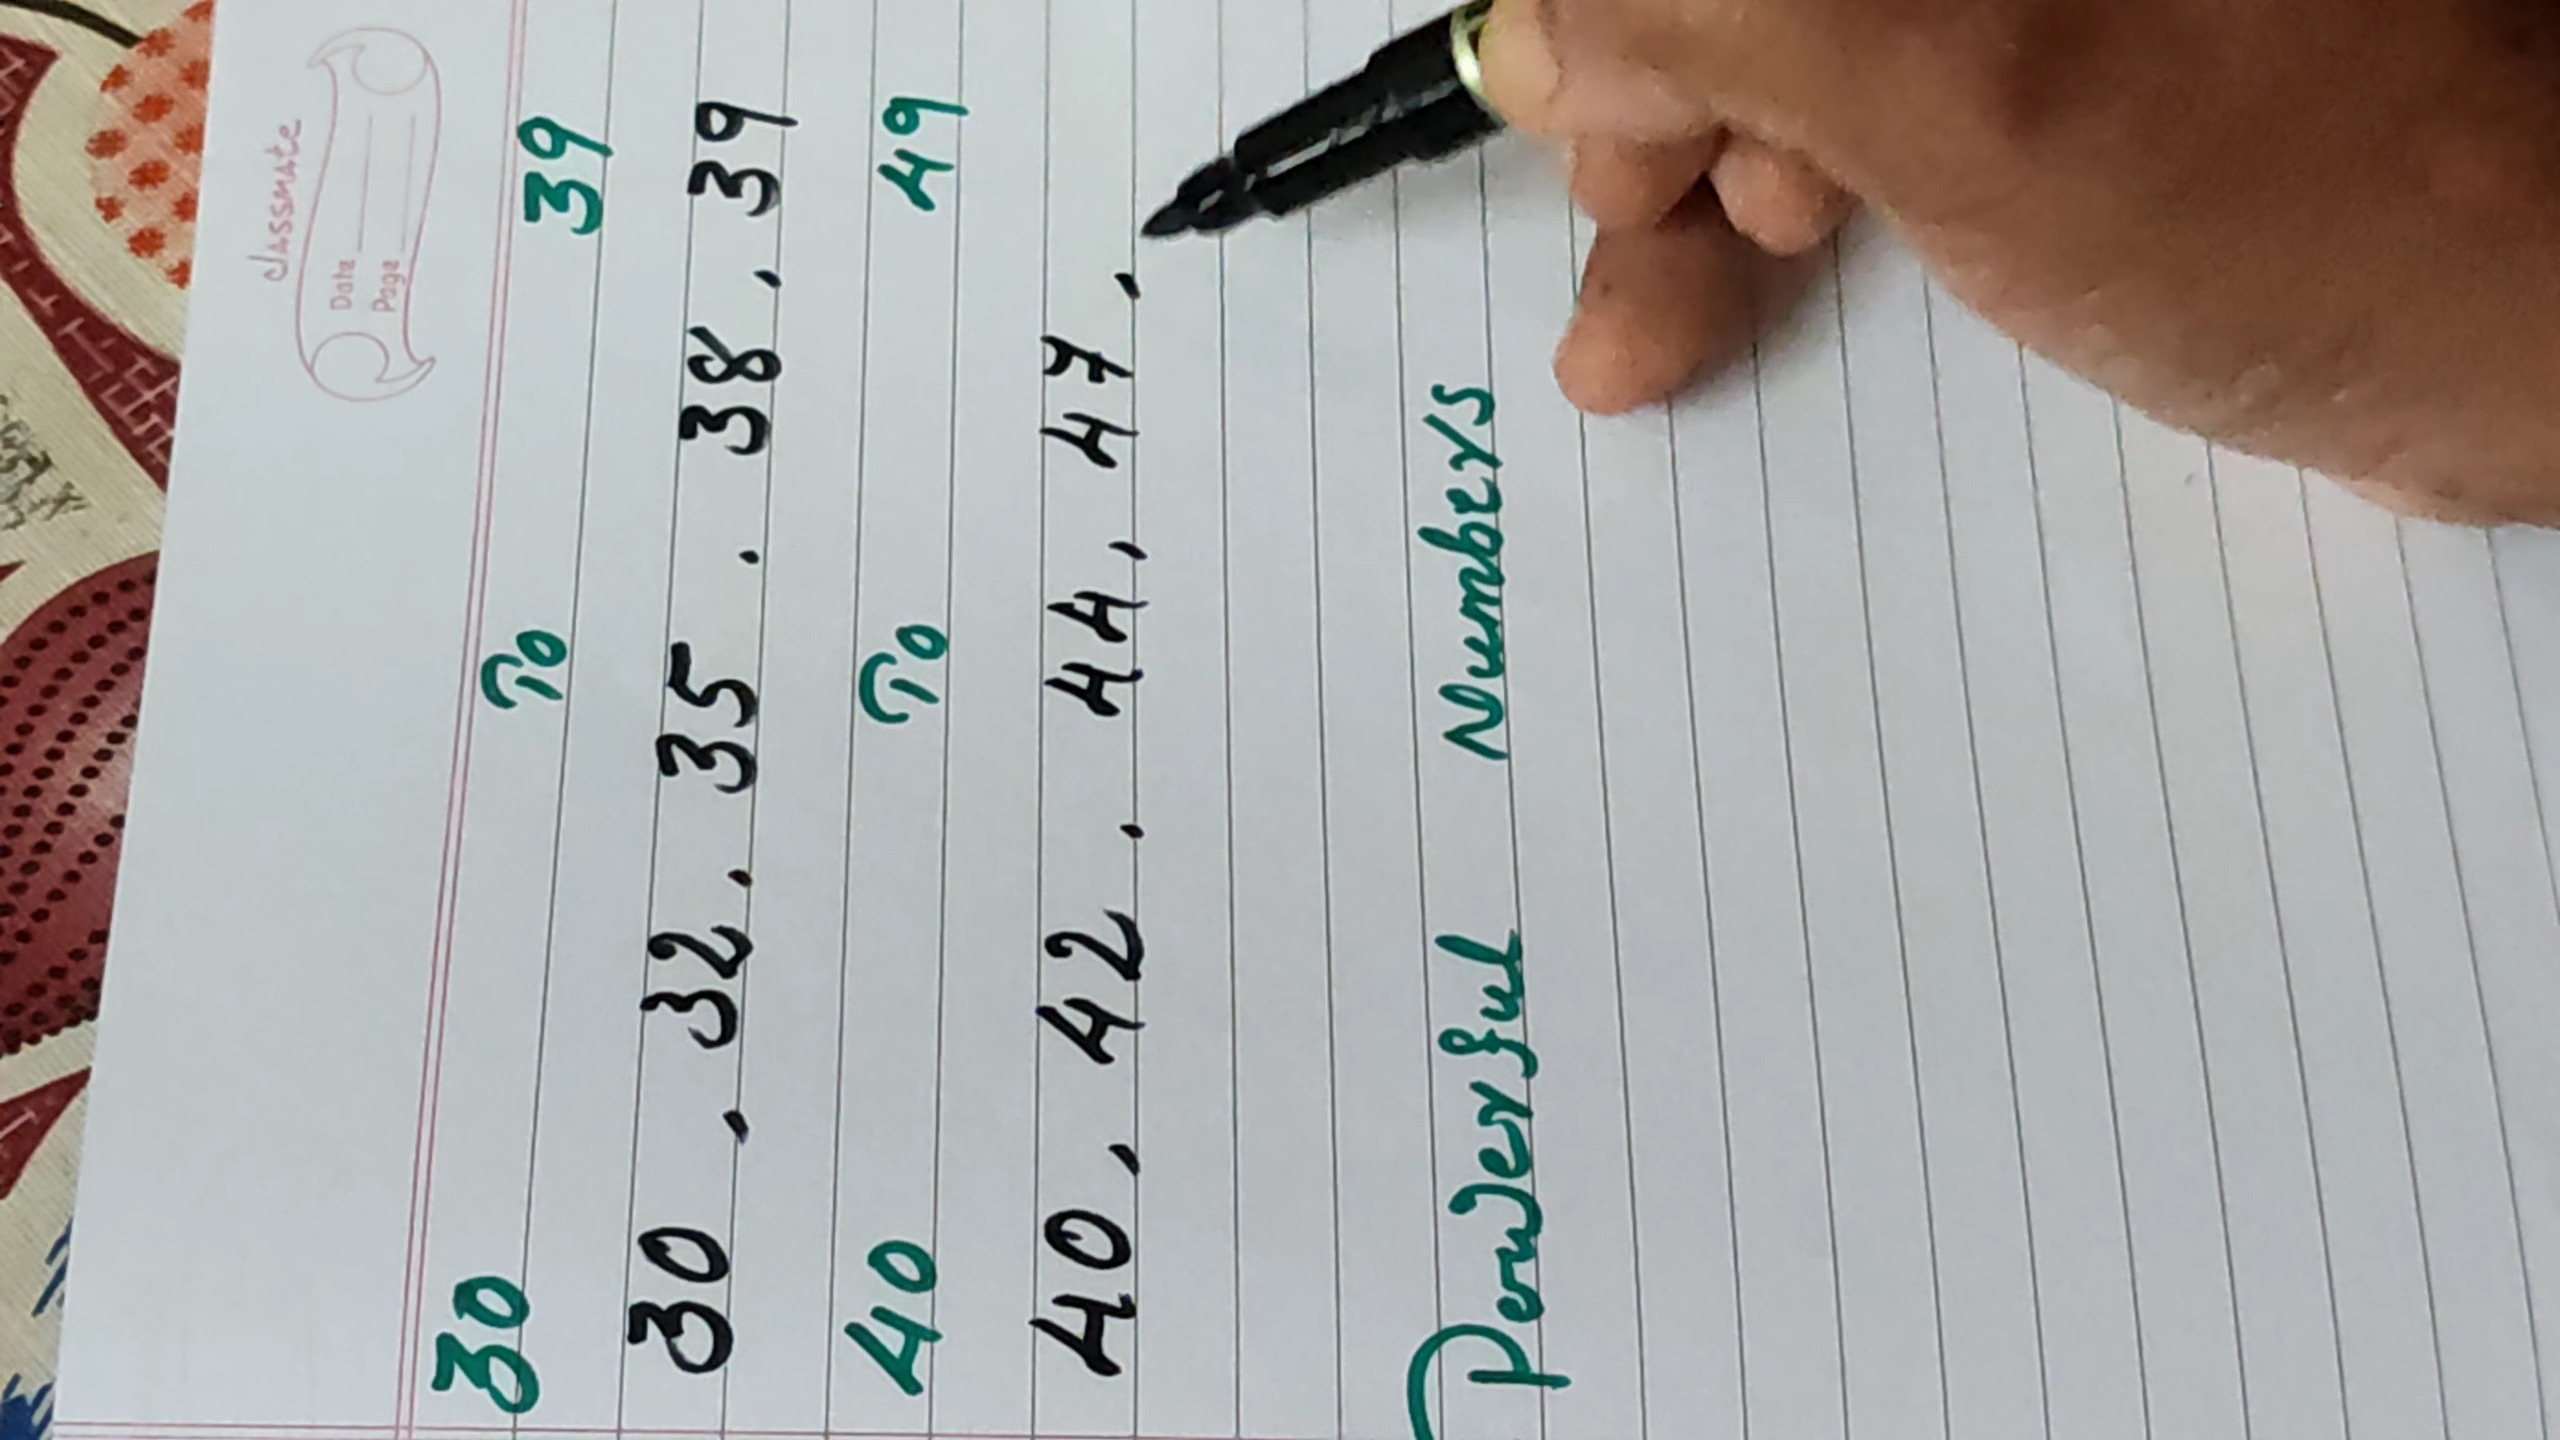 classmate
Date
Page
30 To 39
30, 32. 35. 38. 39
40 To 49
40, 42. 44, 47,
Powerful Numbers